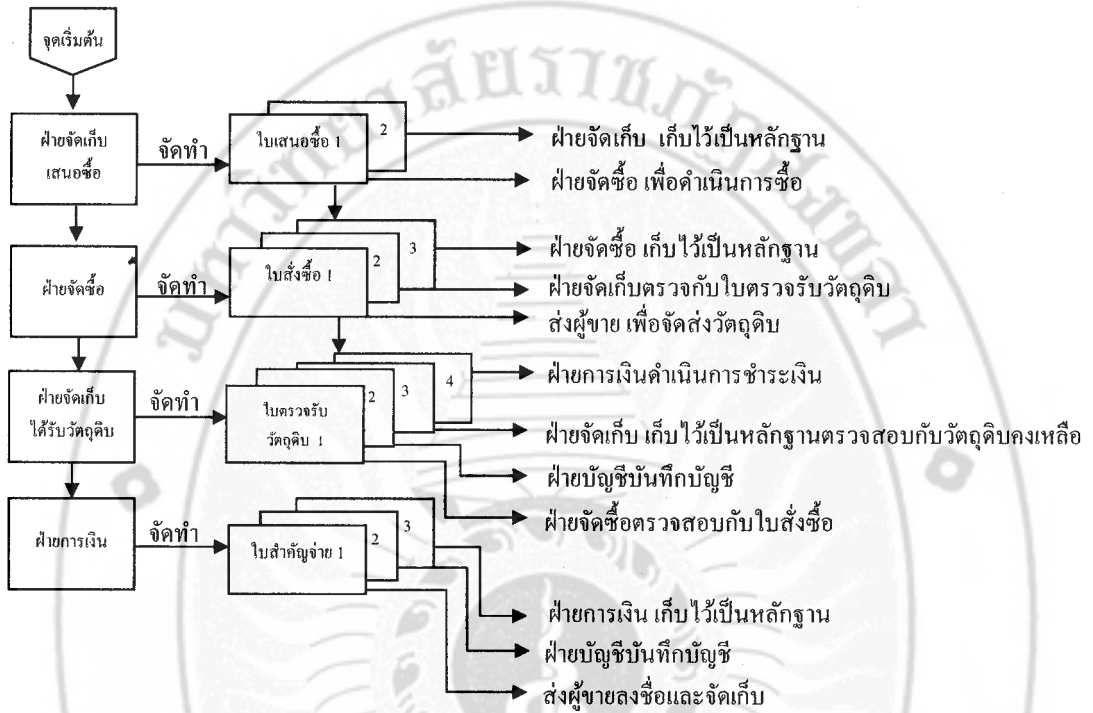 จุดเริ่มต้น
ฝ่ายจัดเก็บ
เสนอซื้อ
จัดทำ
ใบเสนอซื้อ 1
2
ฝ่ายจัดเก็บ เก็บไว้เป็นหลักฐาน
ฝ่ายจัดซื้อ เพื่อดำเนินการซื้อ
ฝ่ายจัดซื้อ
จัดทำ
ใบสั่งซื้อ 1
2
3
ฝ่ายจัดซื้อ เก็บไว้เป็นหลักฐาน
ฝ่ายจัดเก็บตรวจกับใบตรวจรับวัตถุดิบ
ส่งผู้ขาย เพื่อจัดส่งวัตถุดิบ
ฝ่ายจัดเก็บ
ได้รับวัตถุดิบ
จัดทำ
ใบตรวจรับ
วัตถุดิบ 1
2
3
4
ฝ่ายการเงินดำเนินการชำระเงิน
ฝ่ายจัดเก็บ เก็บไว้เป็นหลักฐานตรวจสอบกับวัตถุดิบคงเหลือ
ฝ่ายบัญชีบันทึกบัญชี
ฝ่ายจัดซื้อตรวจสอบกับใบสั่งซื้อ
ฝ่ายการเงิน
จัดทำ
ใบสำคัญจ่าย 1
2
3
ฝ่ายการเงิน เก็บไว้เป็นหลักฐาน
ฝ่ายบัญชีบันทึกบัญชี
ส่งผู้ขายลงชื่อและจัดเก็บ